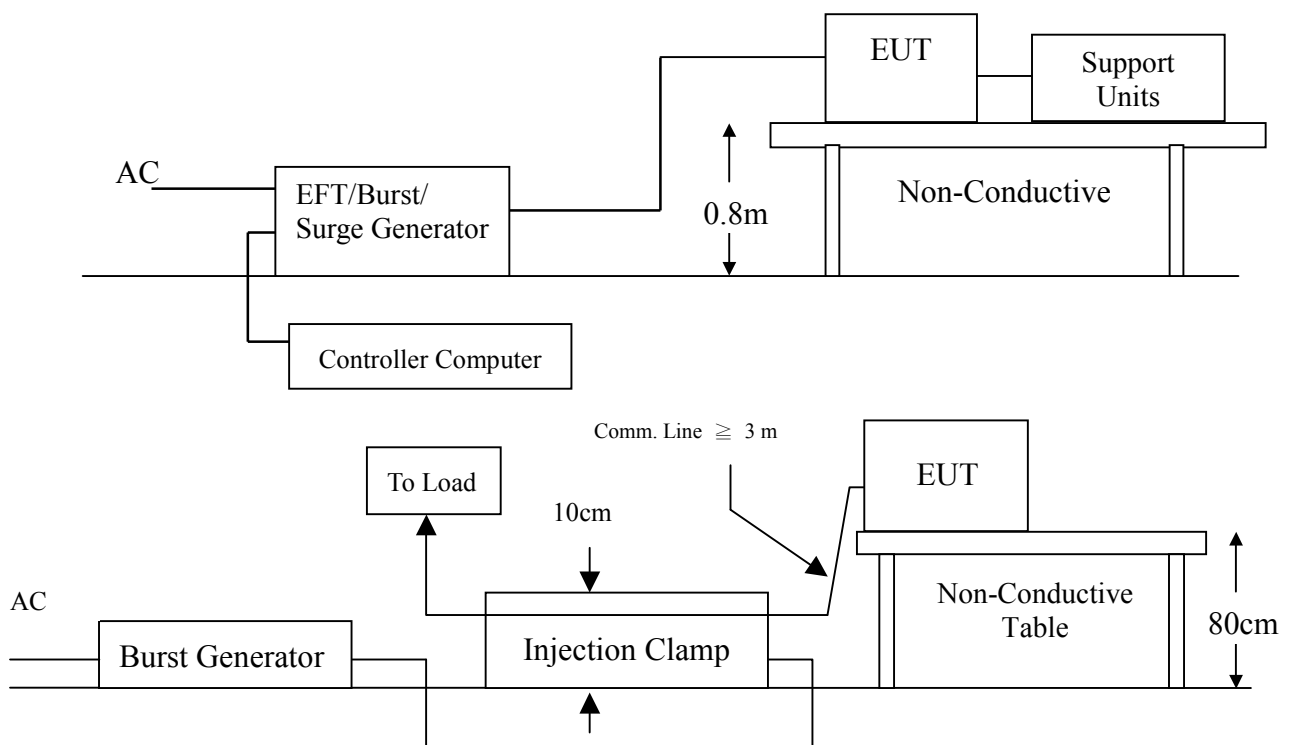 EUT
Support
Units
AC
EFT/Burst/
Surge Generator
0.8m
Non-Conductive
Controller Computer
Comm. Line ≧ 3 m
To Load
EUT
10cm
AC
Burst Generator
Injection Clamp
Non-Conductive
Table
80cm